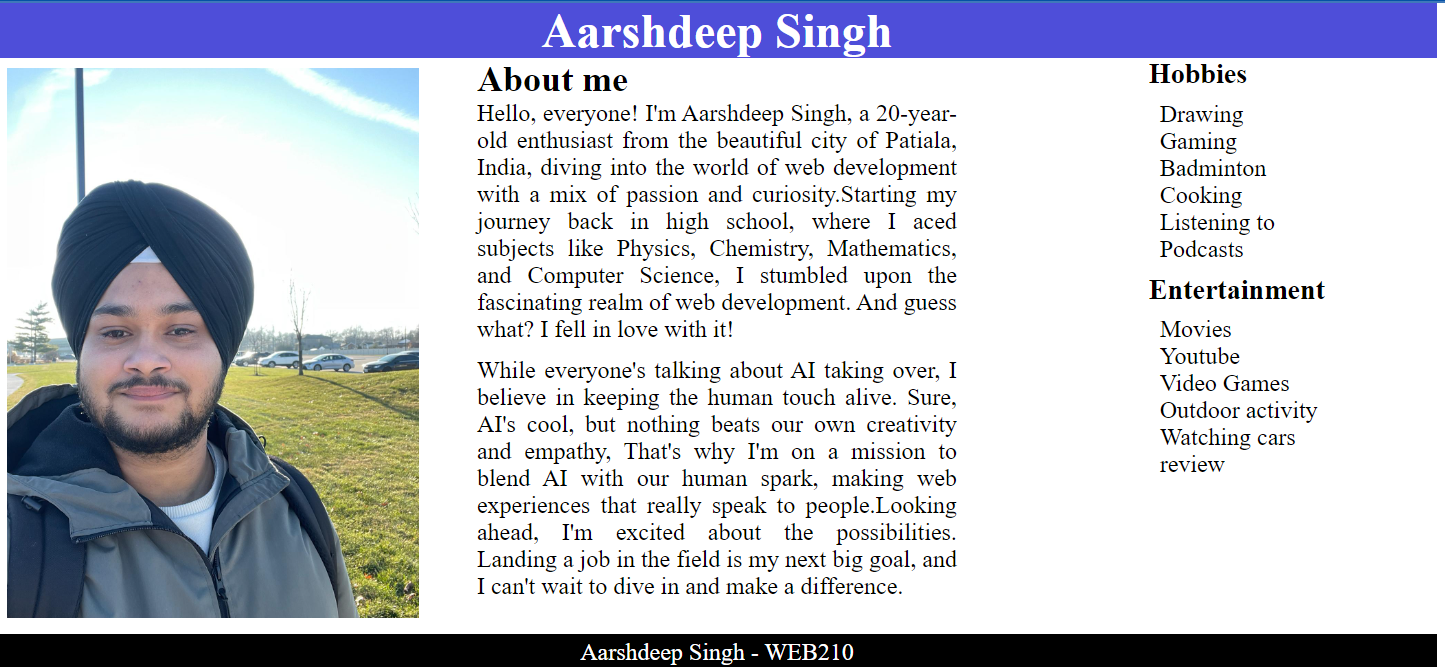 Aarshdeep Singh
About me
Hello, everyone! I'm Aarshdeep Singh, a 20-year-
old enthusiast from the beautiful city of Patiala,
India, diving into the world of web development
with a mix of passion and curiosity.Starting my
journey back in high school, where I aced
subjects like Physics, Chemistry, Mathematics,
and Computer Science, I stumbled upon the
fascinating realm of web development. And guess
what? I fell in love with it!
While everyone's talking about AI taking over, I
believe in keeping the human touch alive. Sure,
AI's cool, but nothing beats our own creativity
and empathy, That's why I'm on a mission to
blend AI with our human spark, making web
experiences that really speak to people.Looking
ahead, I'm excited about the possibilities.
Landing a job in the field is my next big goal, and
I can't wait to dive in and make a difference.
Hobbies
Drawing
Gaming
Badminton
Cooking
Listening to
Podcasts
Entertainment
Movies
Youtube
Video Games
Outdoor activity
Watching cars
review
Aarshdeep Singh - WEB210